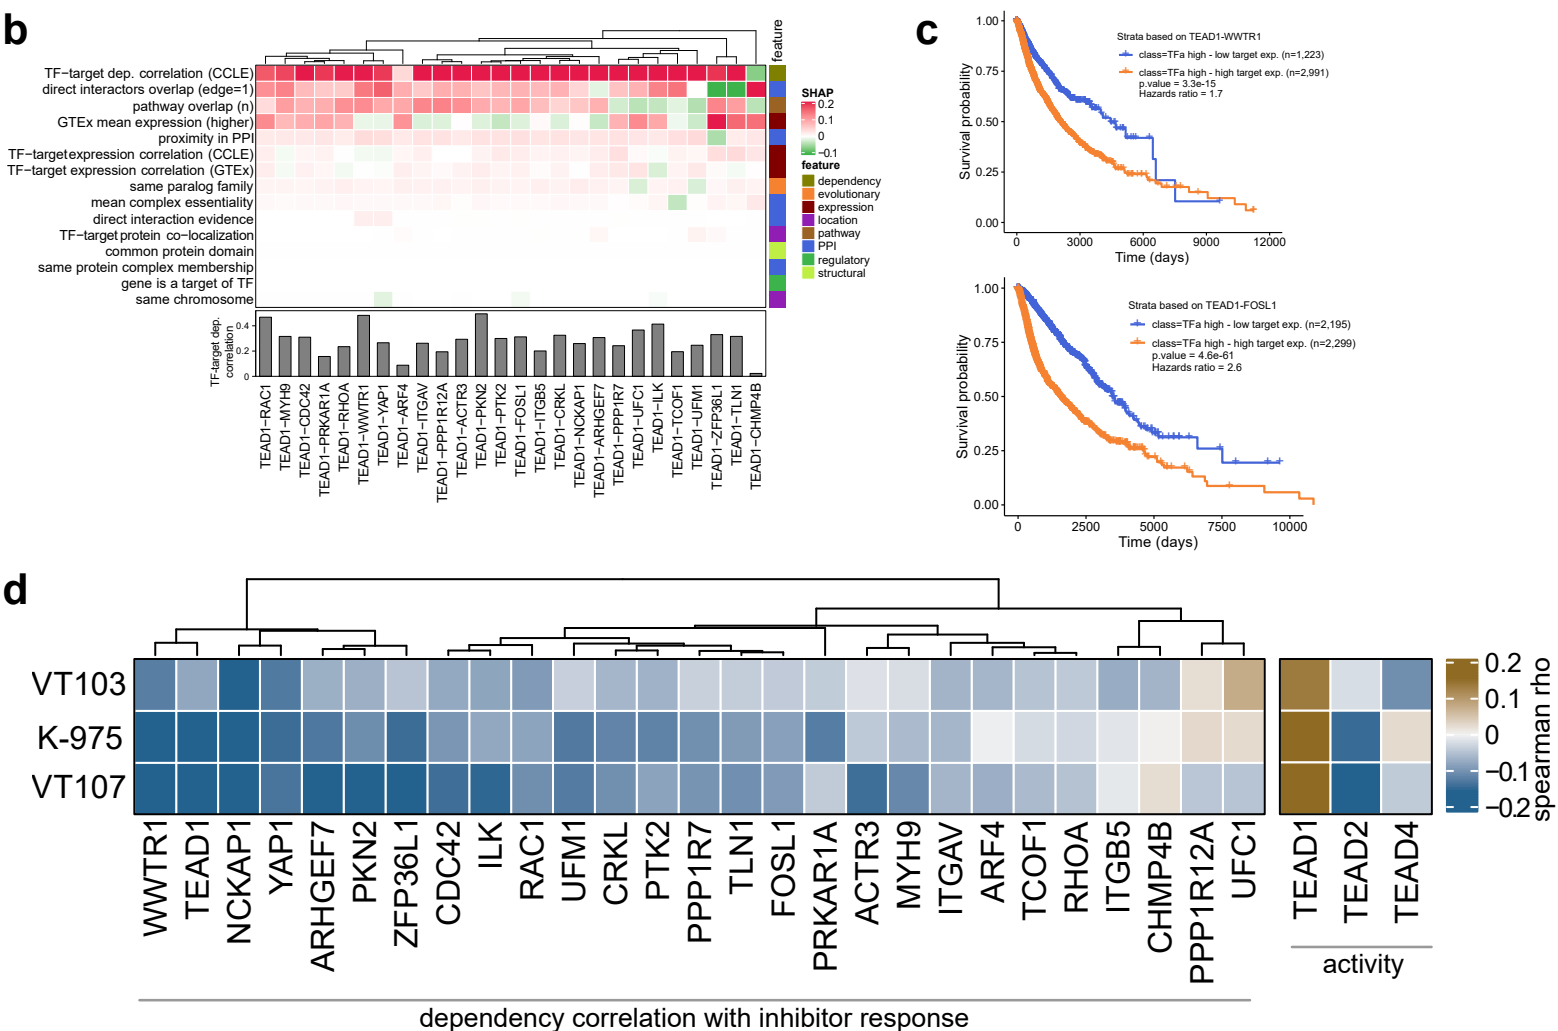 b
feature
TF−target dep. correlation (CCLE)
direct interactors overlap (edge=1)
pathway overlap (n)
GTEx mean expression (higher)
proximity in PPI
TF−target expression correlation (CCLE)
TF−target expression correlation (GTEx)
same paralog family
mean complex essentiality
direct interaction evidence
TF−target protein co−localization
common protein domain
same protein complex membership
gene is a target of TF
same chromosome
SHAP
0.2
0.1
0
−0.1
feature
dependency
evolutionary
expression
location
pathway
PPI
regulatory
structural
TF-target dep.
correlation
0.4
0.2
0
TEAD1−RAC1
TEAD1−MYH9
TEAD1−CDC42
TEAD1−PRKAR1A
TEAD1−RHOA
TEAD1−WWTR1
TEAD1−YAP1
TEAD1−ARF4
TEAD1−ITGAV
TEAD1−PPP1R12A
TEAD1−ACTR3
TEAD1−PKN2
TEAD1−PTK2
TEAD1−FOSL1
TEAD1−ITGB5
TEAD1−CRKL
TEAD1−NCKAP1
TEAD1−ARHGEF7
TEAD1−PPP1R7
TEAD1−UFC1
TEAD1−ILK
TEAD1−TCOF1
TEAD1−UFM1
TEAD1−ZFP36L1
TEAD1−TLN1
TEAD1−CHMP4B
c
Survival probability
1.00
0.75
0.50
0.25
0.00
Strata based on TEAD1-WWTR1
class=TFa high - low target exp. (n=1,223)
class=TFa high - high target exp. (n=2,991)
p.value = 3.3e-15
Hazards ratio = 1.7
0
3000
6000
9000
12000
Time (days)
Survival probability
1.00
0.75
0.50
0.25
0.00
Strata based on TEAD1-FOSL1
class=TFa high - low target exp. (n=2,195)
class=TFa high - high target exp. (n=2,299)
p.value = 4.6e-61
Hazards ratio = 2.6
0
2500
5000
7500
10000
Time (days)
d
VT103
K-975
VT107
WWTR1
TEAD1
NCKAP1
YAP1
ARHGEF7
PKN2
ZFP36L1
CDC42
ILK
RAC1
UFM1
CRKL
PTK2
PPP1R7
TLN1
FOSL1
PRKAR1A
ACTR3
MYH9
ITGAV
ARF4
TCOF1
RHOA
ITGB5
CHMP4B
PPP1R12A
UFC1
TEAD1
TEAD2
TEAD4
0.2
0.1
0
−0.1
−0.2
spearman rho
activity
dependency correlation with inhibitor response